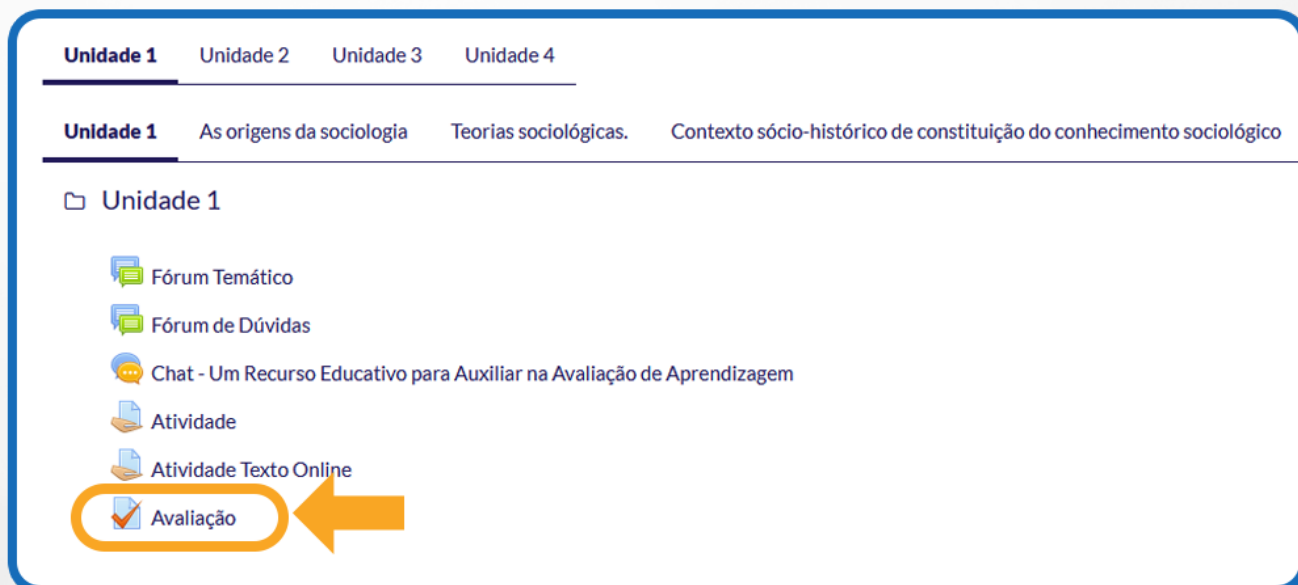 Unidade 1 Unidade 2 Unidade 3 Unidade 4
Unidade 1 As origens da sociologia Teorias sociológicas. Contexto sócio-histórico de constituição do conhecimento sociológico
Unidade 1
Fórum Temático
Fórum de Dúvidas
Chat - Um Recurso Educativo para Auxiliar na Avaliação de Aprendizagem
Atividade
Atividade Texto Online
Avaliação